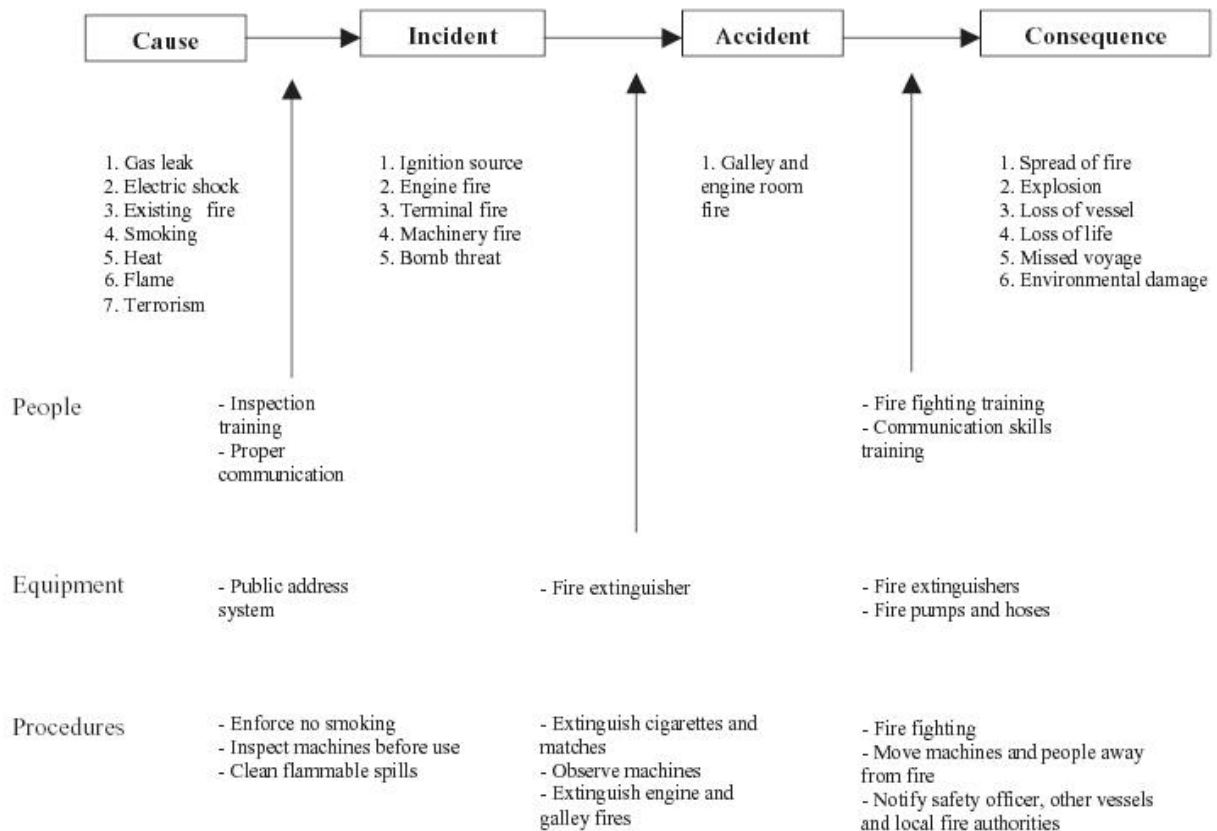 Cause
Incident
Accident
Consequence
1. Gas leak
2. Electric shock
3. Existing fire
4. Smoking
5. Heat
6. Flame
7. Terrorism
1. Ignition source
2. Engine fire
3. Terminal fire
4. Machinery fire
5. Bomb threat
1. Galley and
engine room
fire
1. Spread of fire
2. Explosion
3. Loss of vessel
4. Loss of life
5. Missed voyage
6. Environmental damage
People
- Inspection
training
- Proper
communication
- Fire fighting training
- Communication skills
training
Equipment
- Public address
system
- Fire extinguisher
- Fire extinguishers
- Fire pumps and hoses
Procedures
- Enforce no smoking
- Inspect machines before use
- Clean flammable spills
- Extinguish cigarettes and
matches
- Observe machines
- Extinguish engine and
galley fires
- Fire fighting
- Move machines and people away
from fire
- Notify safety officer, other vessels
and local fire authorities